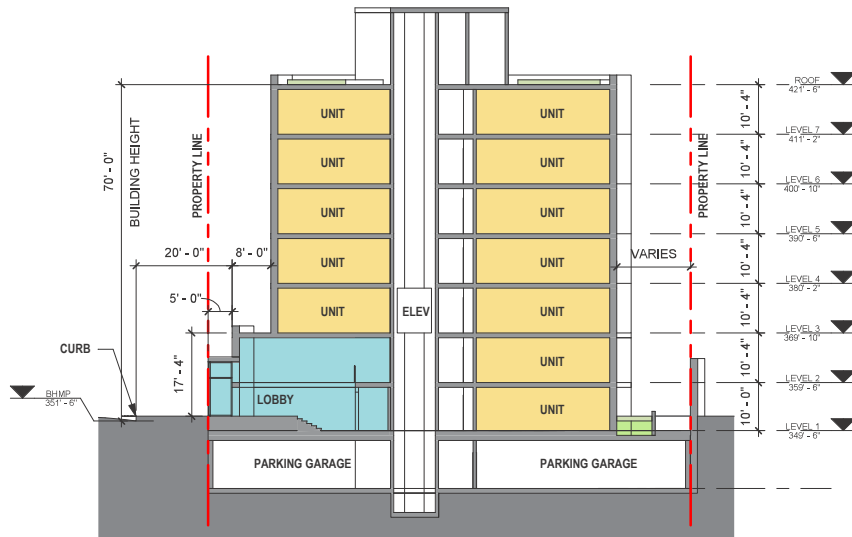 ROOF
421' - 6"
UNIT UNIT
10' - 4"
LEVEL 7
411' - 2"
70' - 0"
BUILDING HEIGHT
PROPERTY LINE
UNIT UNIT
10' - 4"
PROPERTY LINE
LEVEL 6
400' - 10"
UNIT UNIT
10' - 4"
LEVEL 5
390' - 6"
20' - 0" 8' - 0"
UNIT UNIT
VARIES
10' - 4"
LEVEL 4
380' - 2"
5' - 0"
UNIT ELEV UNIT
10' - 4"
LEVEL 3
369' - 10"
CURB
17' - 4"
UNIT
10' - 4"
LEVEL 2
359' - 6"
BHMP
351' - 6"
LOBBY
UNIT
10' - 0"
LEVEL 1
349' - 6"
PARKING GARAGE PARKING GARAGE